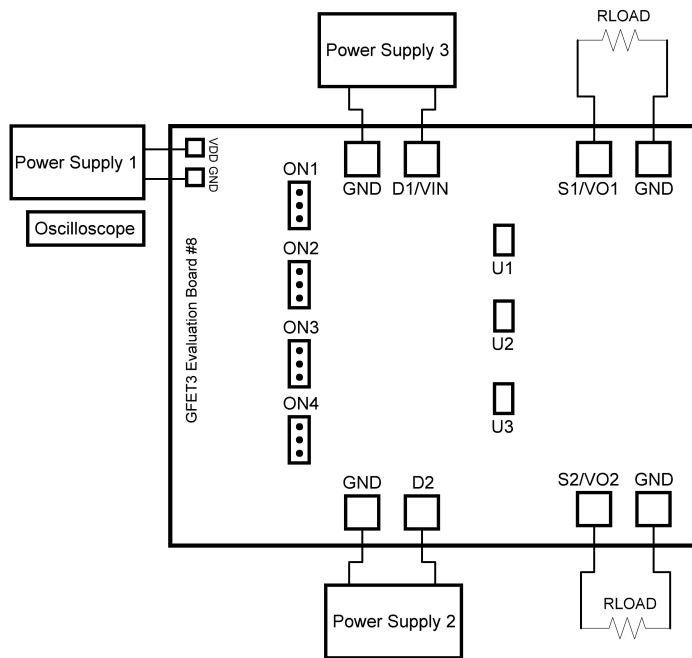 RLOAD
Power Supply 3
Power Supply 1
VDD
GND
Oscilloscope
GFET3 Evaluation Board #8
ON1
GND
D1/VIN
S1/VO1
GND
ON2
U1
ON3
U2
ON4
U3
GND
D2
S2/VO2
GND
Power Supply 2
RLOAD